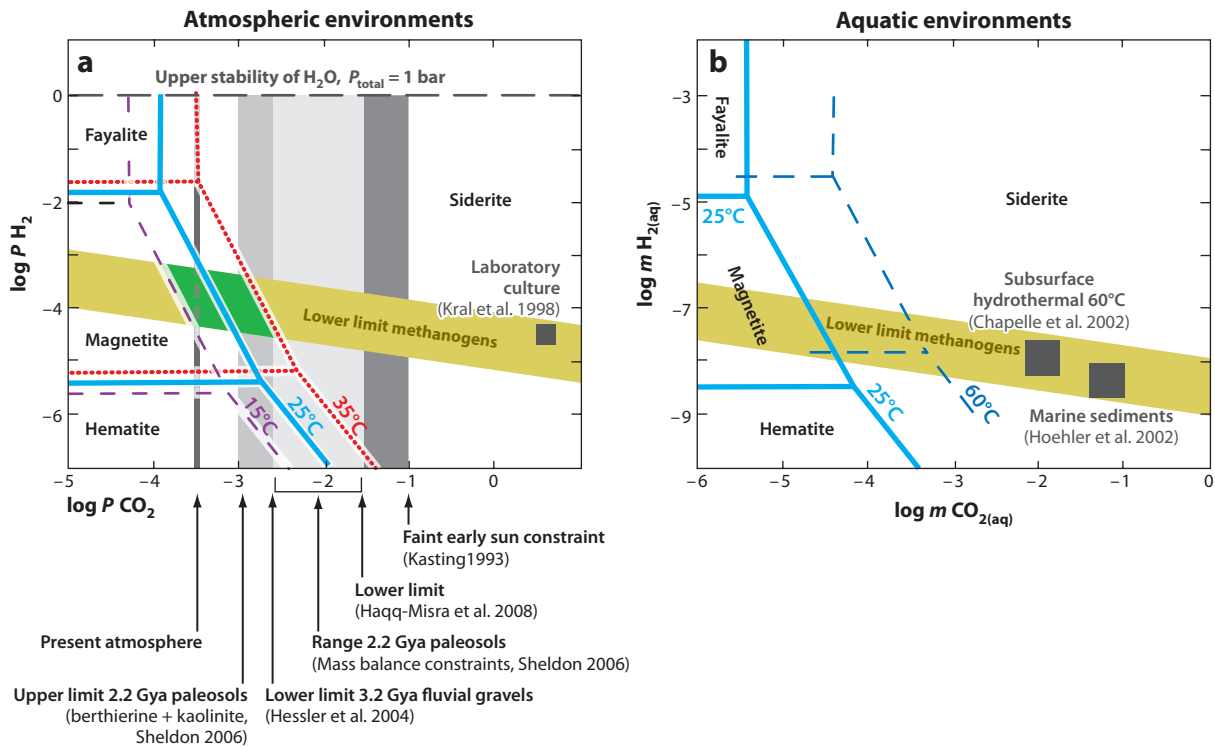 Atmospheric environments
a
Upper stability of H₂O, P_total = 1 bar
0
−2
−4
−6
log P H₂
Fayalite
Magnetite
Hematite
Siderite
Laboratory
culture
(Kral et al. 1998)
Lower limit methanogens
15°C
25°C
35°C
−5
−4
−3
−2
−1
0
log P CO₂
Faint early sun constraint
(Kasting1993)
Lower limit
(Haqq-Misra et al. 2008)
Present atmosphere
Range 2.2 Gya paleosols
(Mass balance constraints, Sheldon 2006)
Upper limit 2.2 Gya paleosols
(berthierine + kaolinite,
Sheldon 2006)
Lower limit 3.2 Gya fluvial gravels
(Hessler et al. 2004)
Aquatic environments
b
−3
−5
−7
−9
log m H₂(aq)
Fayalite
25°C
Siderite
Magnetite
Subsurface
hydrothermal 60°C
(Chapelle et al. 2002)
Lower limit methanogens
Hematite
25°C
60°C
Marine sediments
(Hoehler et al. 2002)
−6
−5
−4
−3
−2
−1
0
log m CO₂(aq)